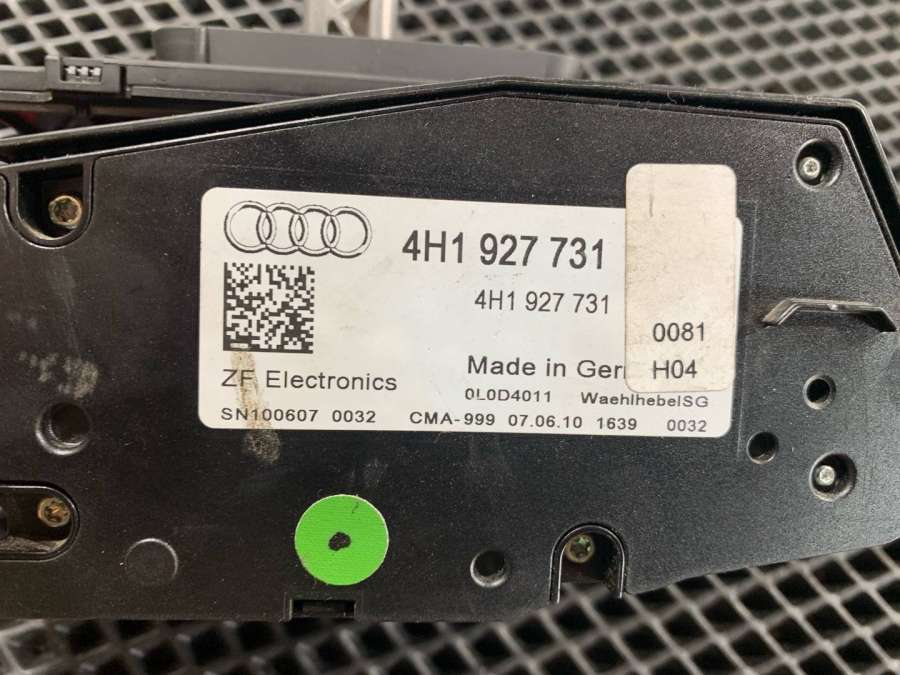 4H1 927 731
4H1 927 731
0081
Made in Ger H04
ZF Electronics
0L0D4011 WaehlhebelSG
SN100607 0032 CMA-999 07.06.10 1639 0032